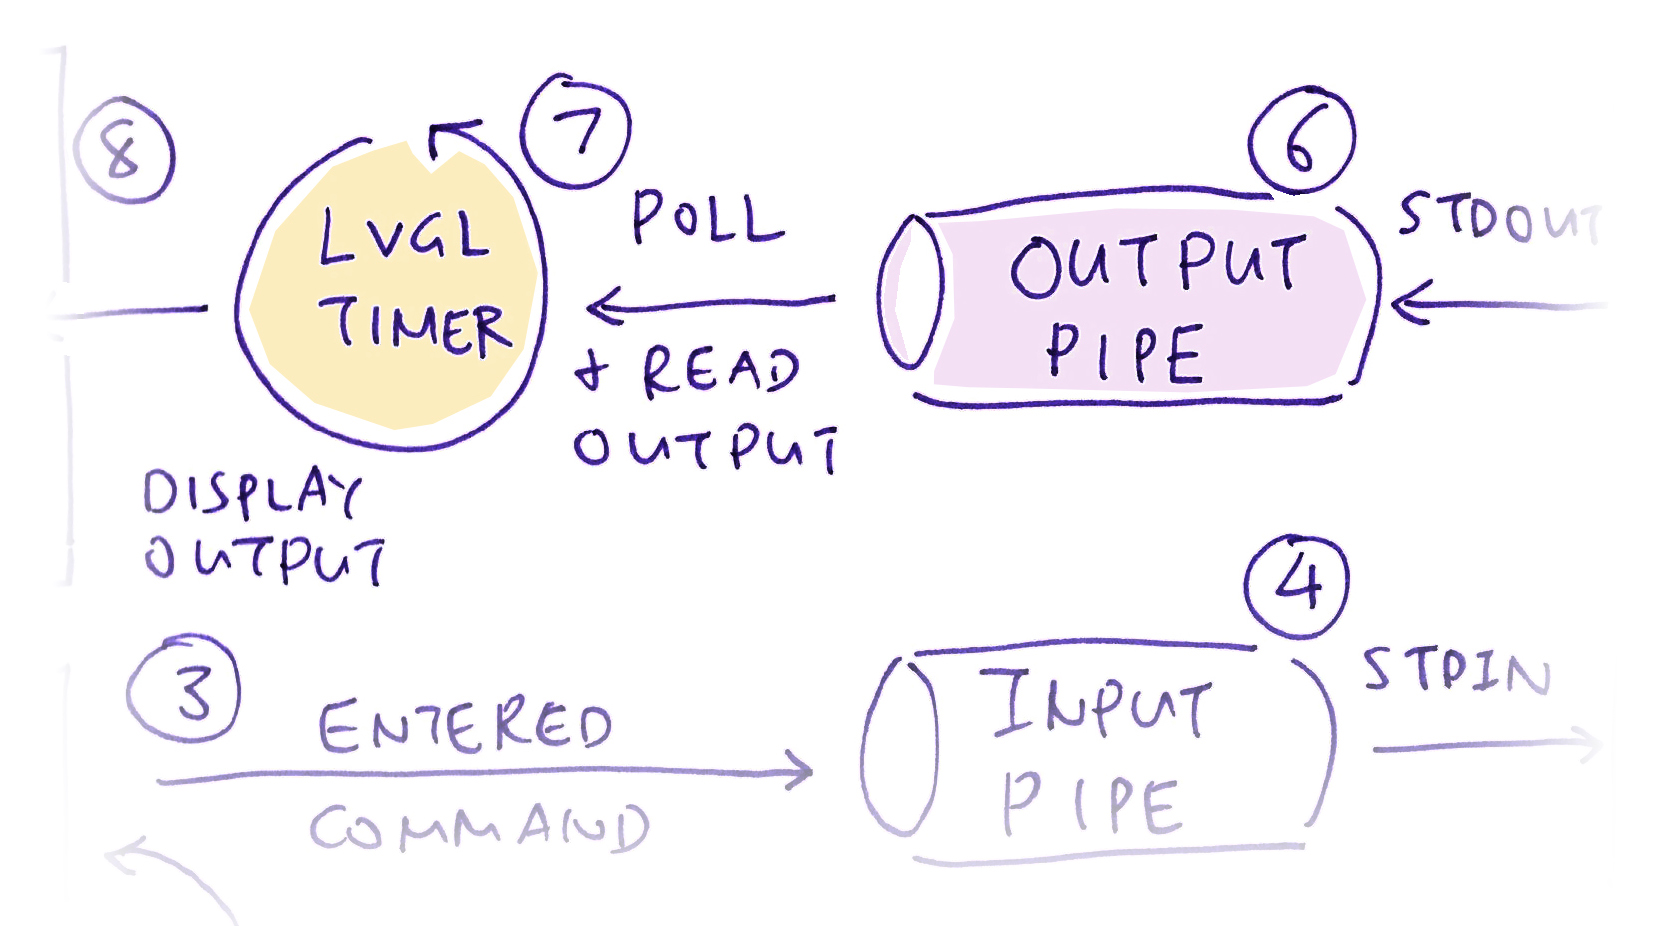 8
LVGL
TIMER
7
POLL
+ READ
OUTPUT
6
OUTPUT
PIPE
STDOUT
DISPLAY
OUTPUT
3
ENTERED
COMMAND
4
INPUT
PIPE
STDIN